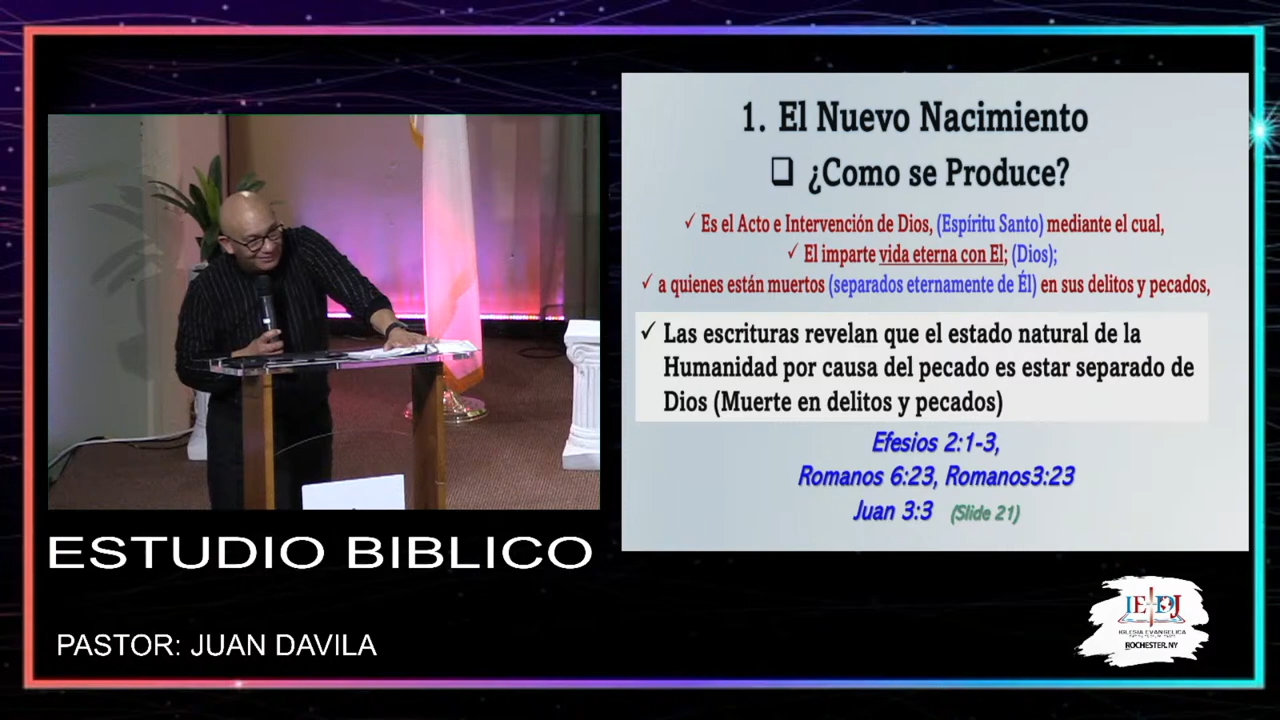 1. El Nuevo Nacimiento
❑ ¿Como se Produce?
✓ Es el Acto e Intervención de Dios, (Espíritu Santo) mediante el cual,
✓ El imparte vida eterna con El; (Dios);
✓ a quienes están muertos (separados eternamente de Él) en sus delitos y pecados,
✓ Las escrituras revelan que el estado natural de la
Humanidad por causa del pecado es estar separado de
Dios (Muerte en delitos y pecados)
Efesios 2:1-3,
Romanos 6:23, Romanos3:23
Juan 3:3 (Slide 21)
ESTUDIO BIBLICO
PASTOR: JUAN DAVILA
IGLESIA EVANGELICA
ROCHESTER, NY